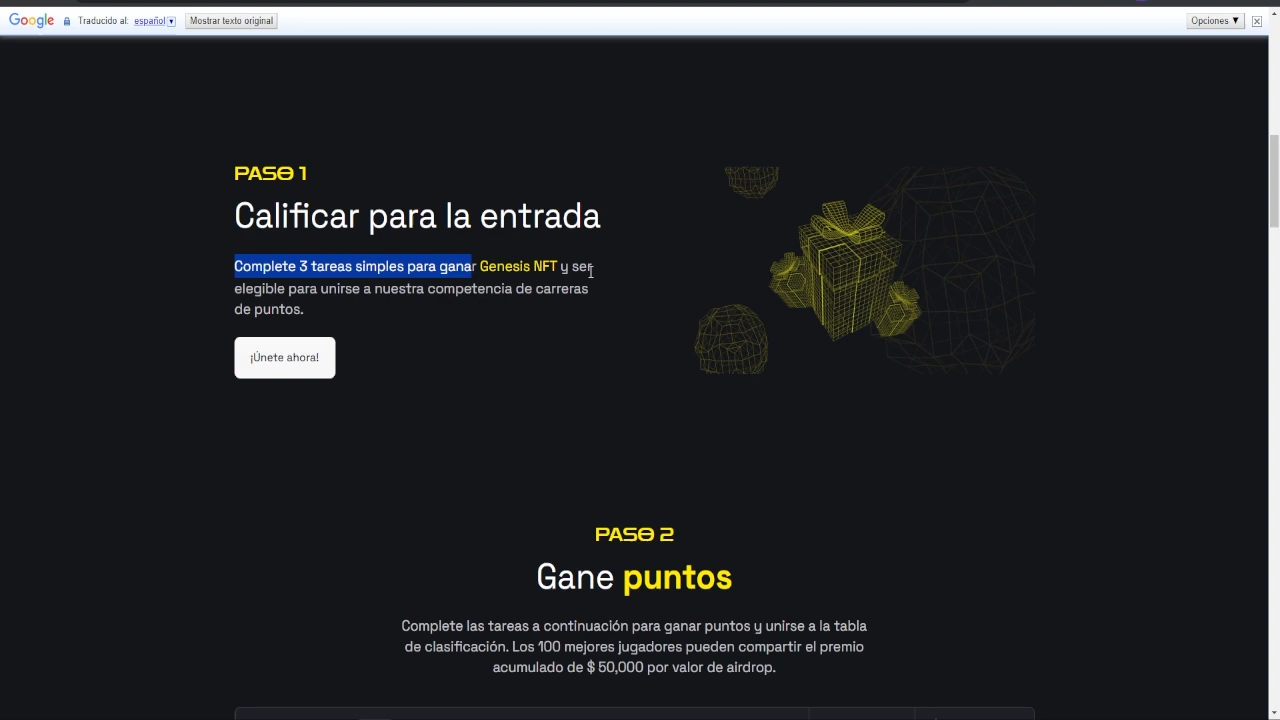 Google Traducido al: español Mostrar texto original Opciones ▼
PASO 1
Calificar para la entrada
Complete 3 tareas simples para ganar Genesis NFT y ser
elegible para unirse a nuestra competencia de carreras
de puntos.
¡Únete ahora!
PASO 2
Gane puntos
Complete las tareas a continuación para ganar puntos y unirse a la tabla
de clasificación. Los 100 mejores jugadores pueden compartir el premio
acumulado de $ 50,000 por valor de airdrop.